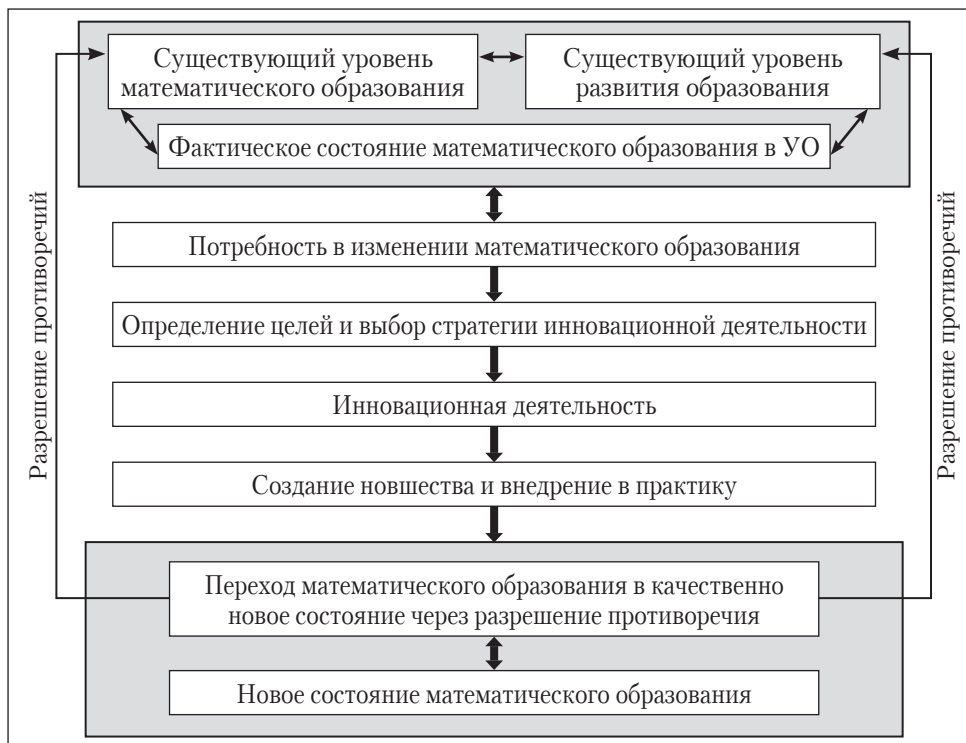 Существующий уровень
математического образования
Существующий уровень
развития образования
Фактическое состояние математического образования в УО
Разрешение противоречий
Потребность в изменении математического образования
Определение целей и выбор стратегии инновационной деятельности
Инновационная деятельность
Создание новшества и внедрение в практику
Разрешение противоречий
Переход математического образования в качественно
новое состояние через разрешение противоречия
Новое состояние математического образования